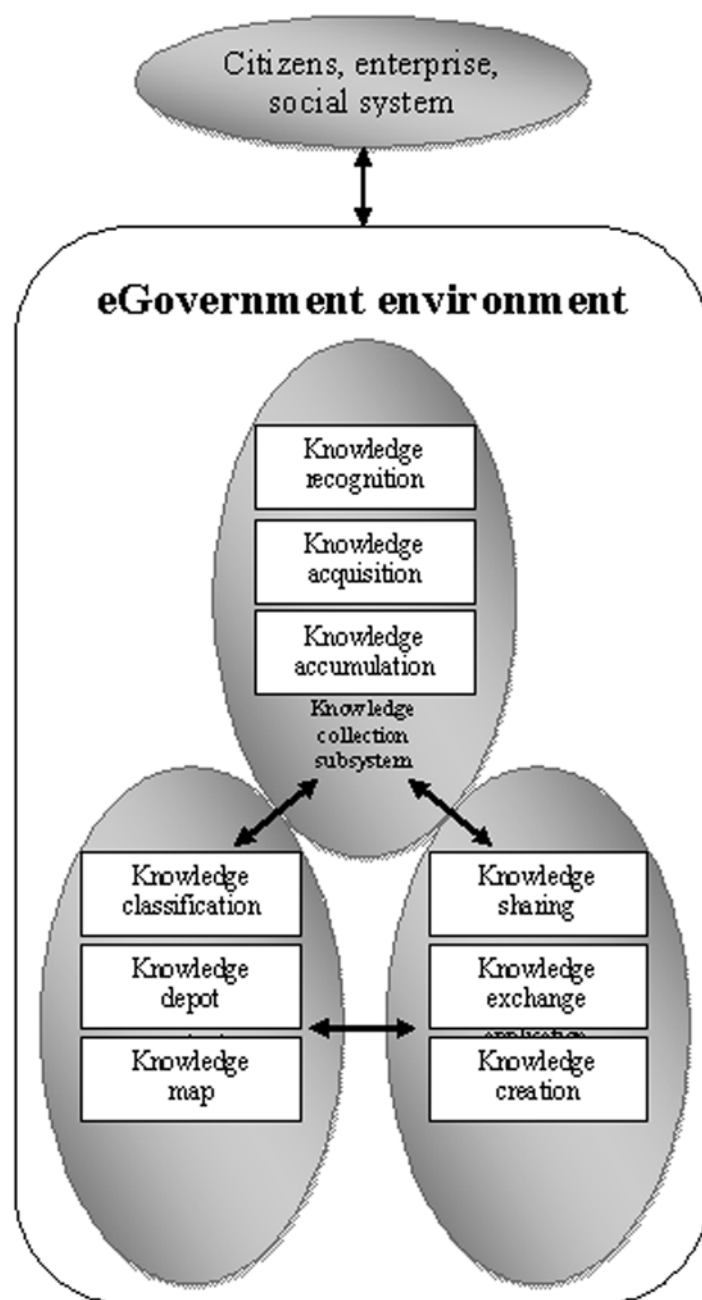 Citizens, enterprise,
social system
eGovernment environment
Knowledge
recognition
Knowledge
acquisition
Knowledge
accumulation
Knowledge
collection
subsystem
Knowledge
classification
Knowledge
depot
Knowledge
map
Knowledge
sharing
Knowledge
exchange
application
Knowledge
creation